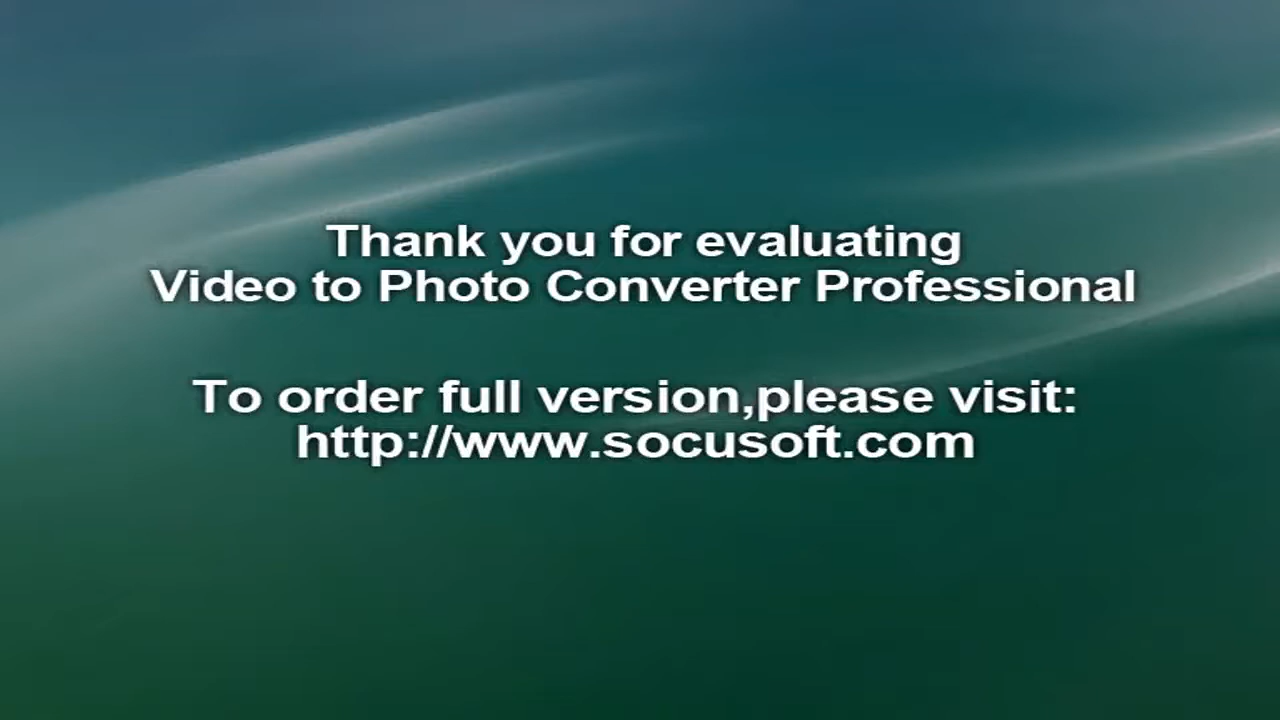 Thank you for evaluating
Video to Photo Converter Professional
To order full version,please visit:
http://www.socusoft.com